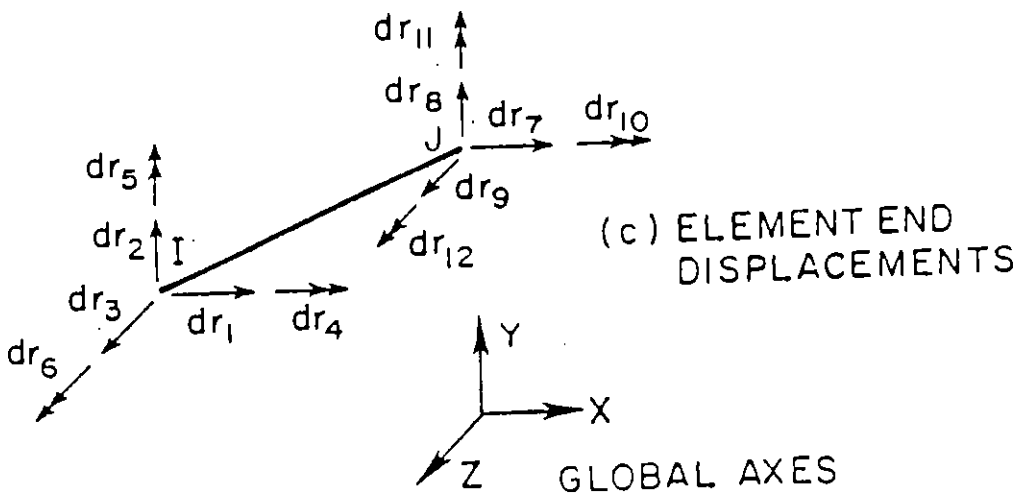 dr11
dr8
J
dr7
dr10
dr5
dr9
dr2
I
dr12
(c) ELEMENT END
DISPLACEMENTS
dr3
dr1
dr4
dr6
Y
X
Z
GLOBAL AXES